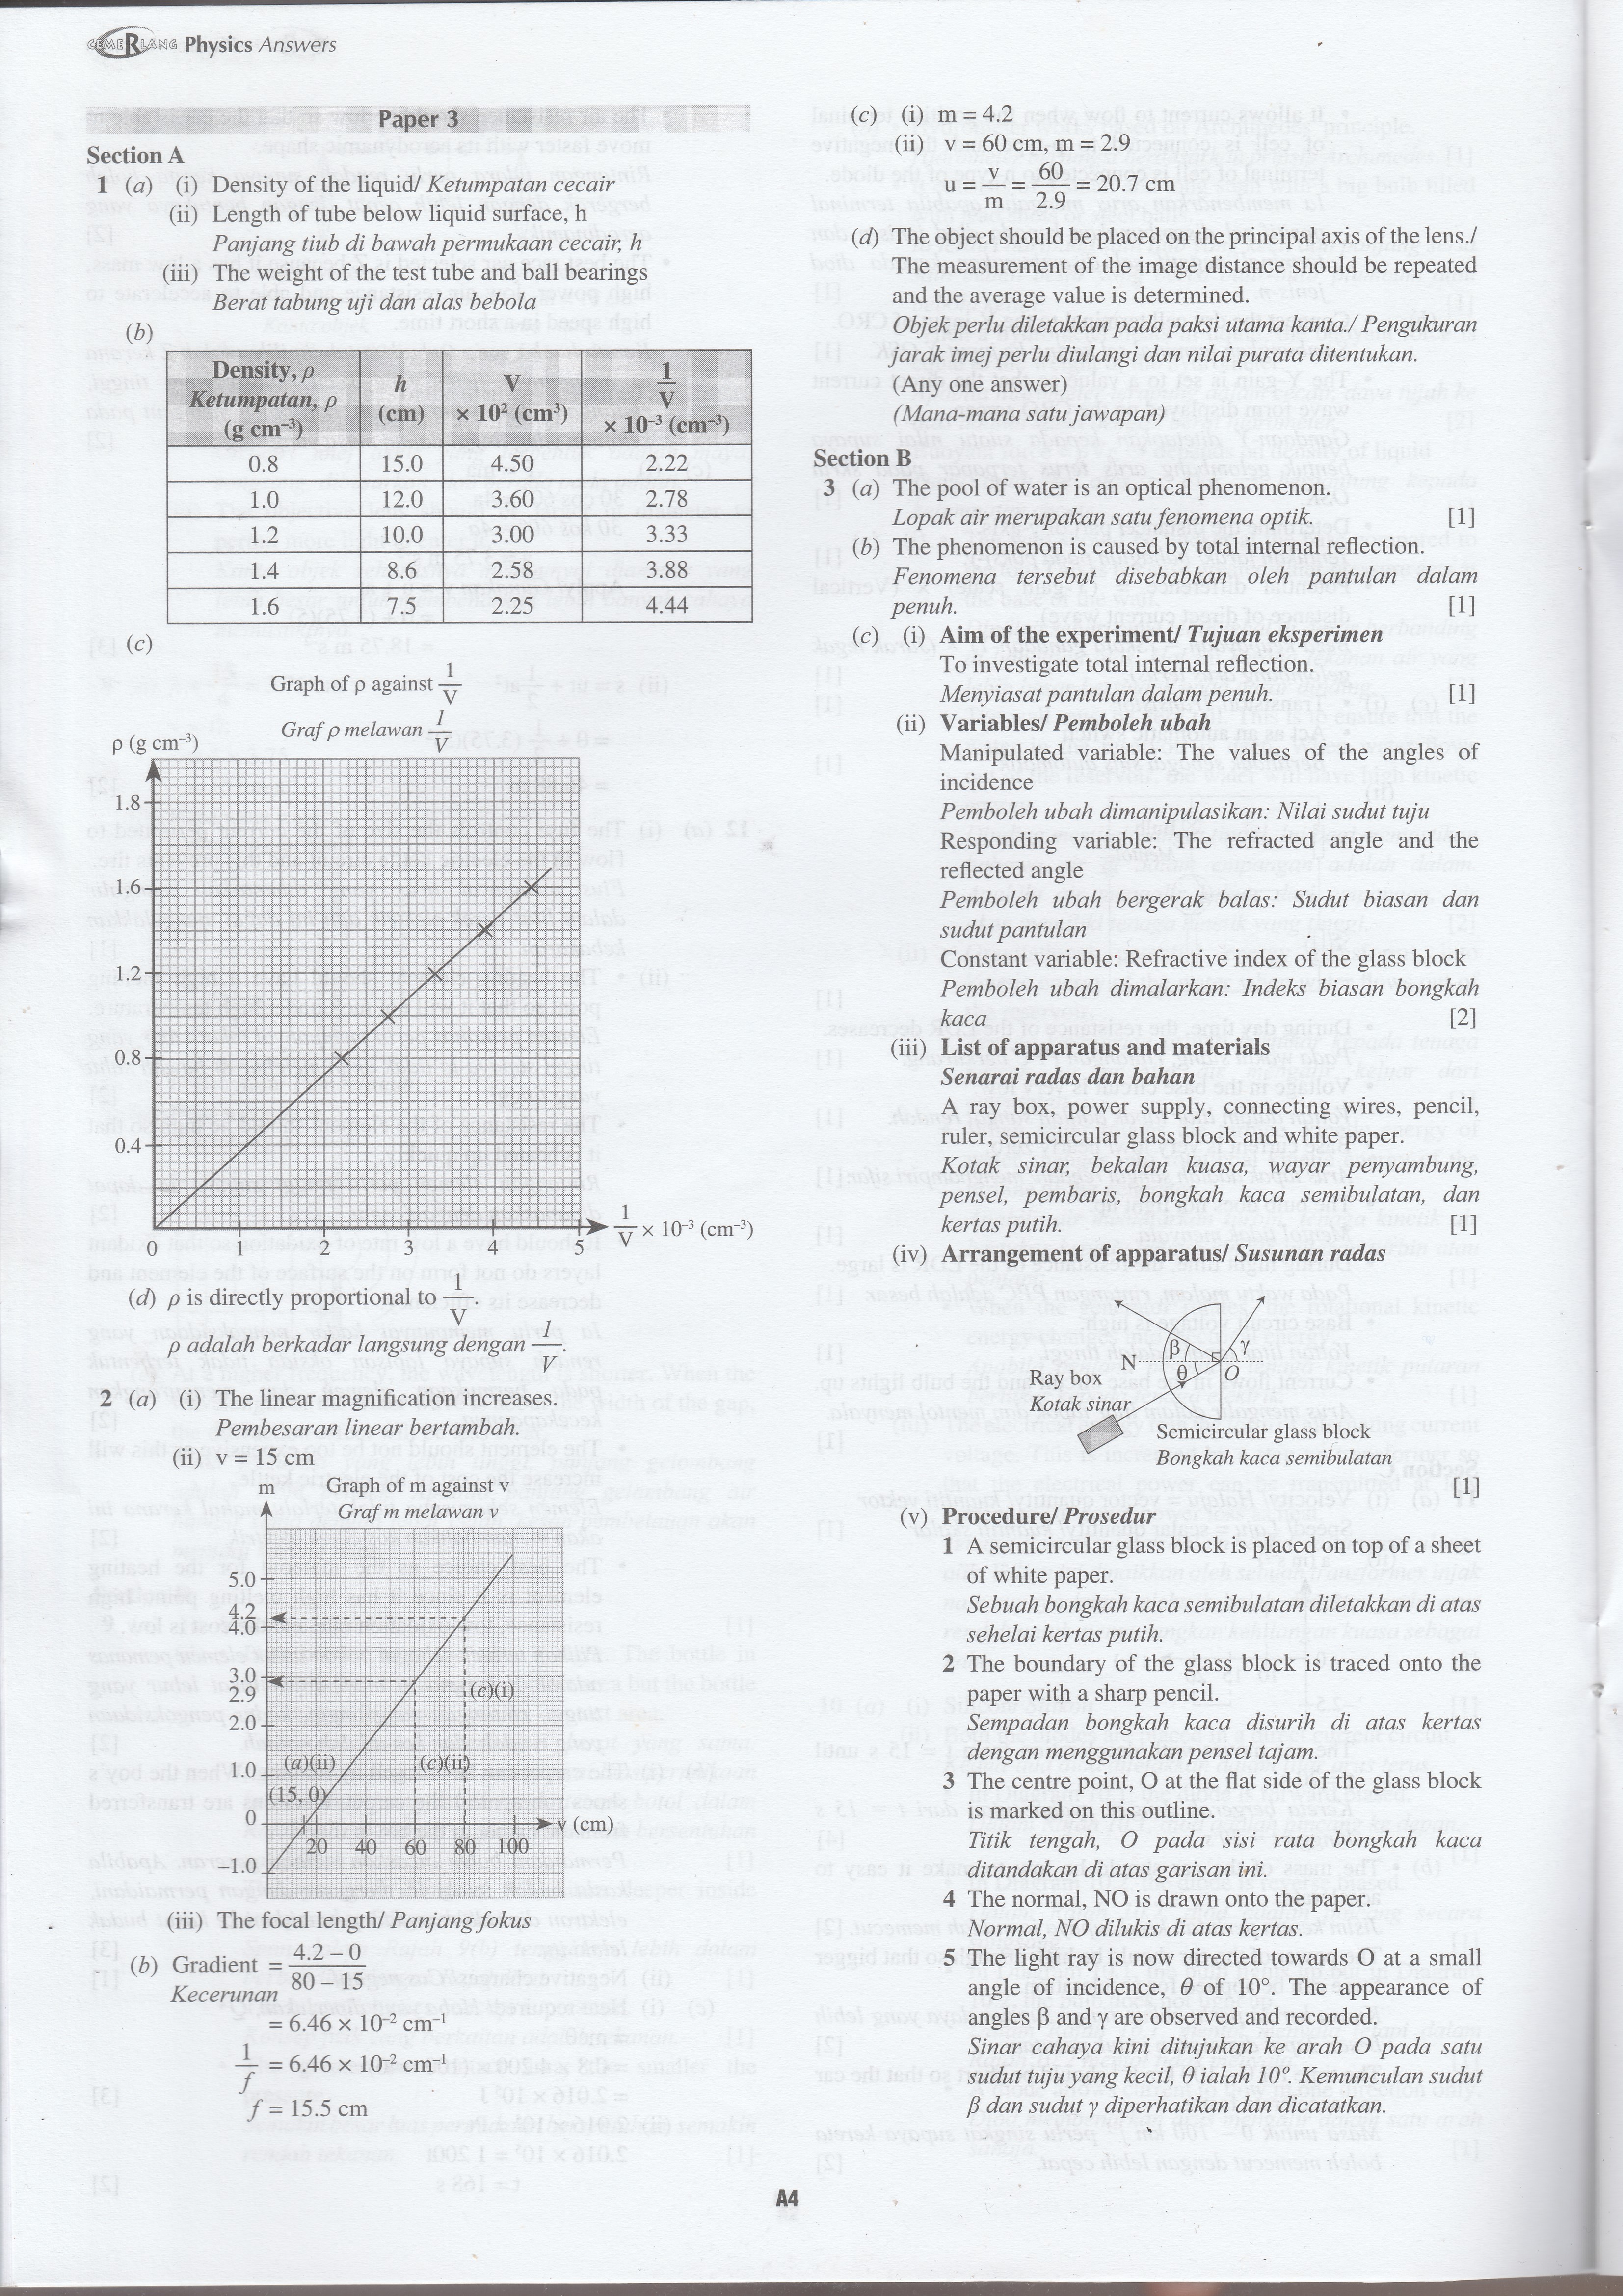 CEMERLANG Physics Answers
Paper 3
Section A
1 (a) (i) Density of the liquid/ Ketumpatan cecair
(ii) Length of tube below liquid surface, h
Panjang tiub di bawah permukaan cecair, h
(iii) The weight of the test tube and ball bearings
Berat tabung uji dan alas bebola
(b)
Density, ρ h V 1/V
Ketumpatan, ρ
(g cm⁻³) (cm) × 10² (cm³) × 10⁻³ (cm⁻³)
0.8 15.0 4.50 2.22
1.0 12.0 3.60 2.78
1.2 10.0 3.00 3.33
1.4 8.6 2.58 3.88
1.6 7.5 2.25 4.44
(c)
Graph of ρ against 1/V
Graf ρ melawan 1/V
ρ (g cm⁻³)
1.8
1.6
1.2
0.8
0.4
0 1 2 3 4 5
1/V × 10⁻³ (cm⁻³)
(d) ρ is directly proportional to 1/V.
ρ adalah berkadar langsung dengan 1/V.
2 (a) (i) The linear magnification increases.
Pembesaran linear bertambah.
(ii) v = 15 cm
m
Graph of m against v
Graf m melawan v
5.0
4.2
4.0
3.0
2.9
2.0
1.0
0
–1.0
(c)(i)
(a)(ii)
(c)(ii)
(15, 0)
v (cm)
20 40 60 80 100
(iii) The focal length/ Panjang fokus
(b) Gradient = (4.2 – 0)/(80 – 15)
Kecerunan
= 6.46 × 10⁻² cm⁻¹
1/f = 6.46 × 10⁻² cm⁻¹
f = 15.5 cm
(c) (i) m = 4.2
(ii) v = 60 cm, m = 2.9
u = v/m = 60/2.9 = 20.7 cm
(d) The object should be placed on the principal axis of the lens./
The measurement of the image distance should be repeated
and the average value is determined.
Objek perlu diletakkan pada paksi utama kanta./ Pengukuran
jarak imej perlu diulangi dan nilai purata ditentukan.
(Any one answer)
(Mana-mana satu jawapan)
Section B
3 (a) The pool of water is an optical phenomenon.
Lopak air merupakan satu fenomena optik. [1]
(b) The phenomenon is caused by total internal reflection.
Fenomena tersebut disebabkan oleh pantulan dalam
penuh. [1]
(c) (i) Aim of the experiment/ Tujuan eksperimen
To investigate total internal reflection.
Menyiasat pantulan dalam penuh. [1]
(ii) Variables/ Pemboleh ubah
Manipulated variable: The values of the angles of
incidence
Pemboleh ubah dimanipulasikan: Nilai sudut tuju
Responding variable: The refracted angle and the
reflected angle
Pemboleh ubah bergerak balas: Sudut biasan dan
sudut pantulan
Constant variable: Refractive index of the glass block
Pemboleh ubah dimalarkan: Indeks biasan bongkah
kaca [2]
(iii) List of apparatus and materials
Senarai radas dan bahan
A ray box, power supply, connecting wires, pencil,
ruler, semicircular glass block and white paper.
Kotak sinar, bekalan kuasa, wayar penyambung,
pensel, pembaris, bongkah kaca semibulatan, dan
kertas putih. [1]
(iv) Arrangement of apparatus/ Susunan radas
N β θ γ O
Ray box
Kotak sinar
Semicircular glass block
Bongkah kaca semibulatan
[1]
(v) Procedure/ Prosedur
1 A semicircular glass block is placed on top of a sheet
of white paper.
Sebuah bongkah kaca semibulatan diletakkan di atas
sehelai kertas putih.
2 The boundary of the glass block is traced onto the
paper with a sharp pencil.
Sempadan bongkah kaca disurih di atas kertas
dengan menggunakan pensel tajam.
3 The centre point, O at the flat side of the glass block
is marked on this outline.
Titik tengah, O pada sisi rata bongkah kaca
ditandakan di atas garisan ini.
4 The normal, NO is drawn onto the paper.
Normal, NO dilukis di atas kertas.
5 The light ray is now directed towards O at a small
angle of incidence, θ of 10°. The appearance of
angles β and γ are observed and recorded.
Sinar cahaya kini ditujukan ke arah O pada satu
sudut tuju yang kecil, θ ialah 10°. Kemunculan sudut
β dan sudut γ diperhatikan dan dicatatkan.
A4